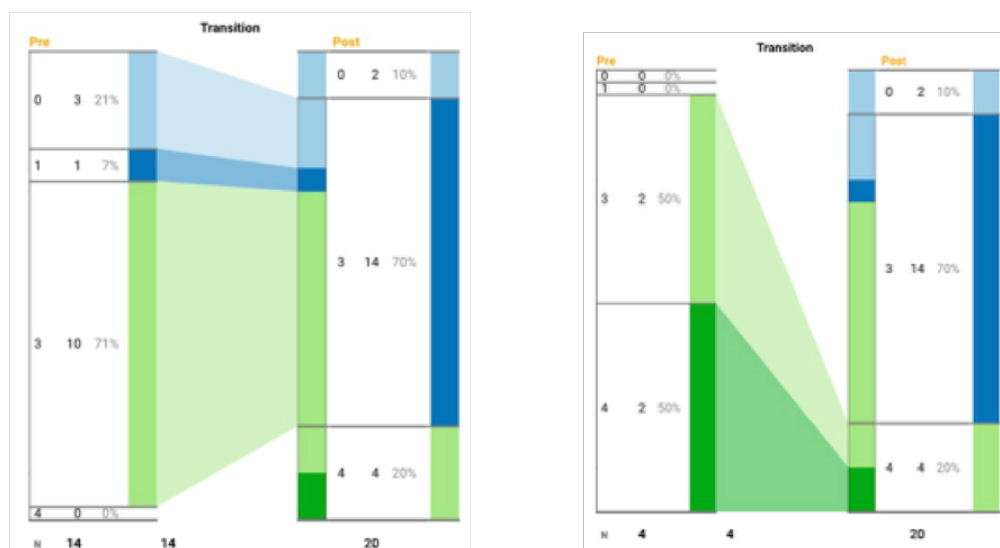 Transition
Pre Post
0 2 10%
0 3 21%
1 1 7%
3 14 70%
3 10 71%
4 4 20%
4 0 0%
N 14 14 20
Transition
Pre Post
0 0 0%
1 0 0%
0 2 10%
3 2 50%
3 14 70%
4 2 50%
4 4 20%
N 4 4 20